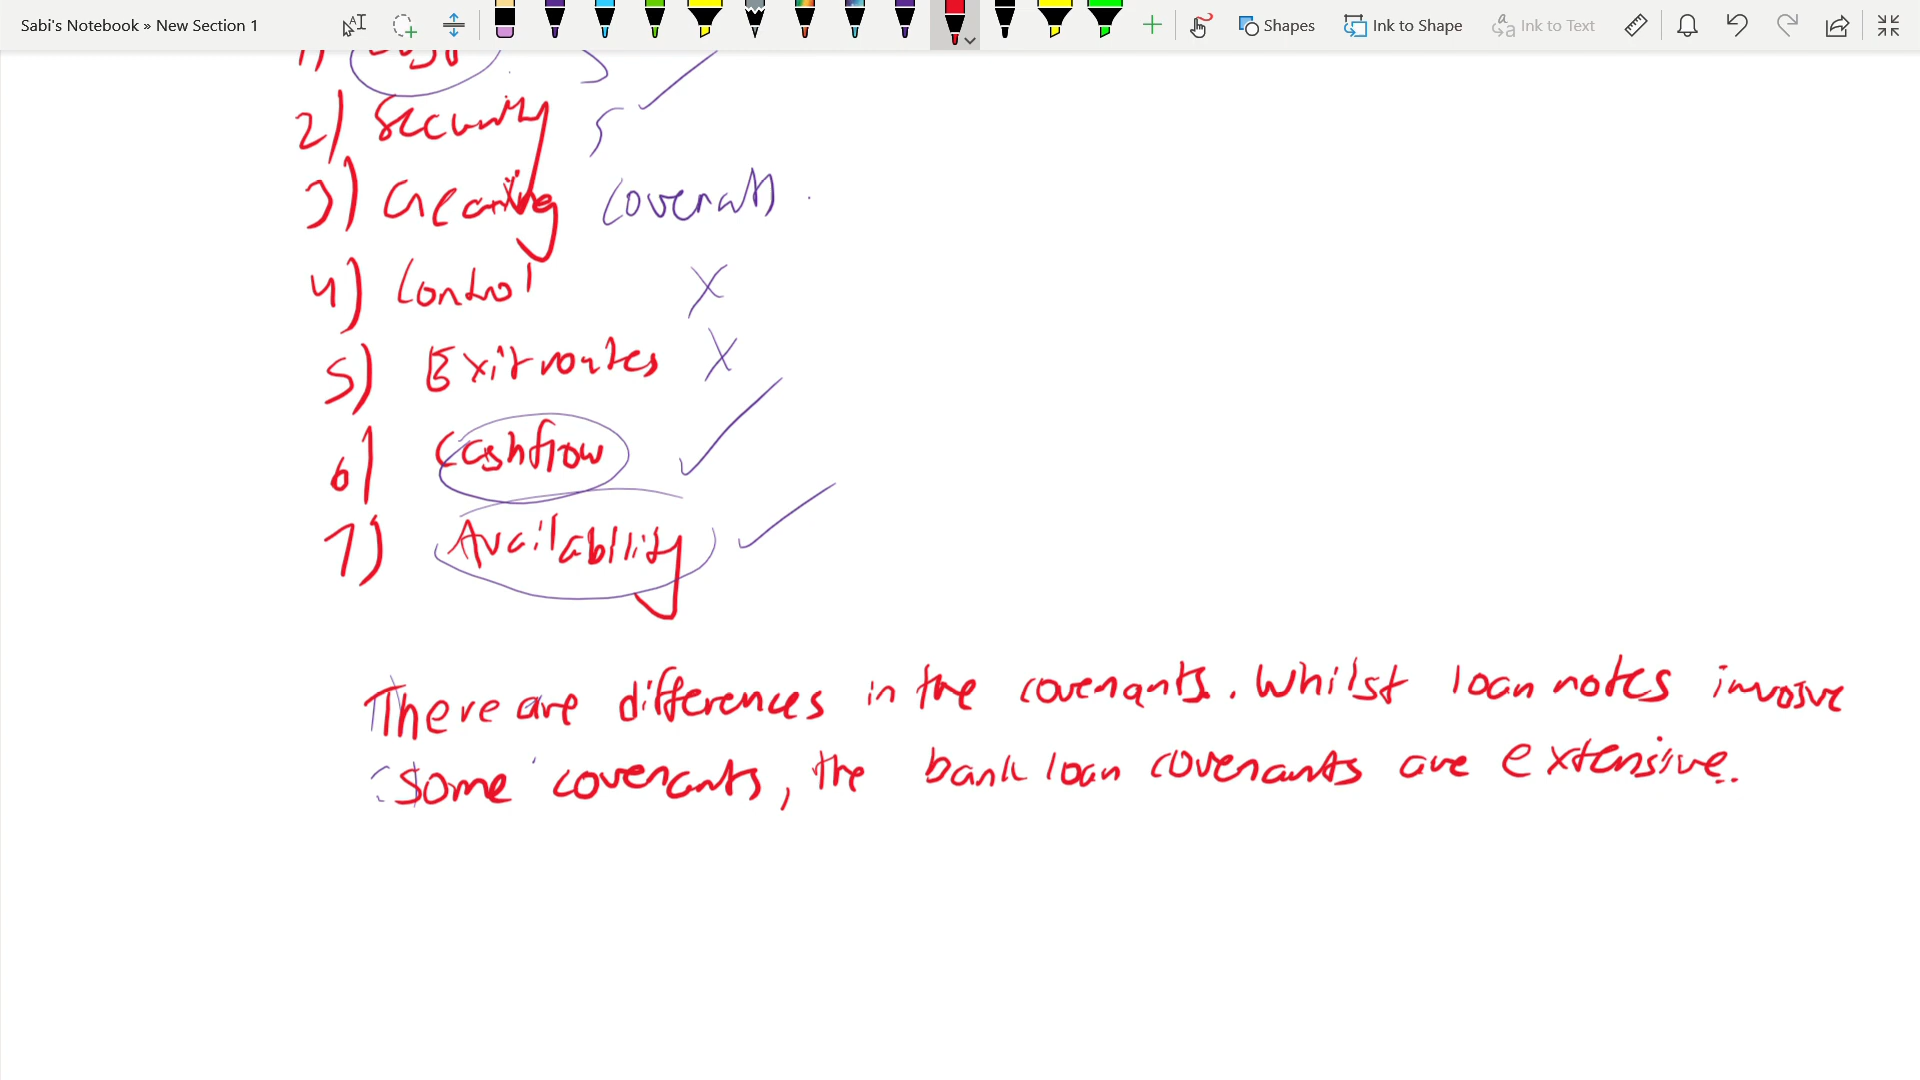 Sabi's Notebook » New Section 1
Shapes
Ink to Shape
Ink to Text
1) Cost
2) Security
3) Gearing covenants
4) Control X
5) Exit routes X
6) Cashflow ✓
7) Availability ✓
There are differences in the covenants. Whilst loan notes involve
some covenants, the bank loan covenants are extensive.